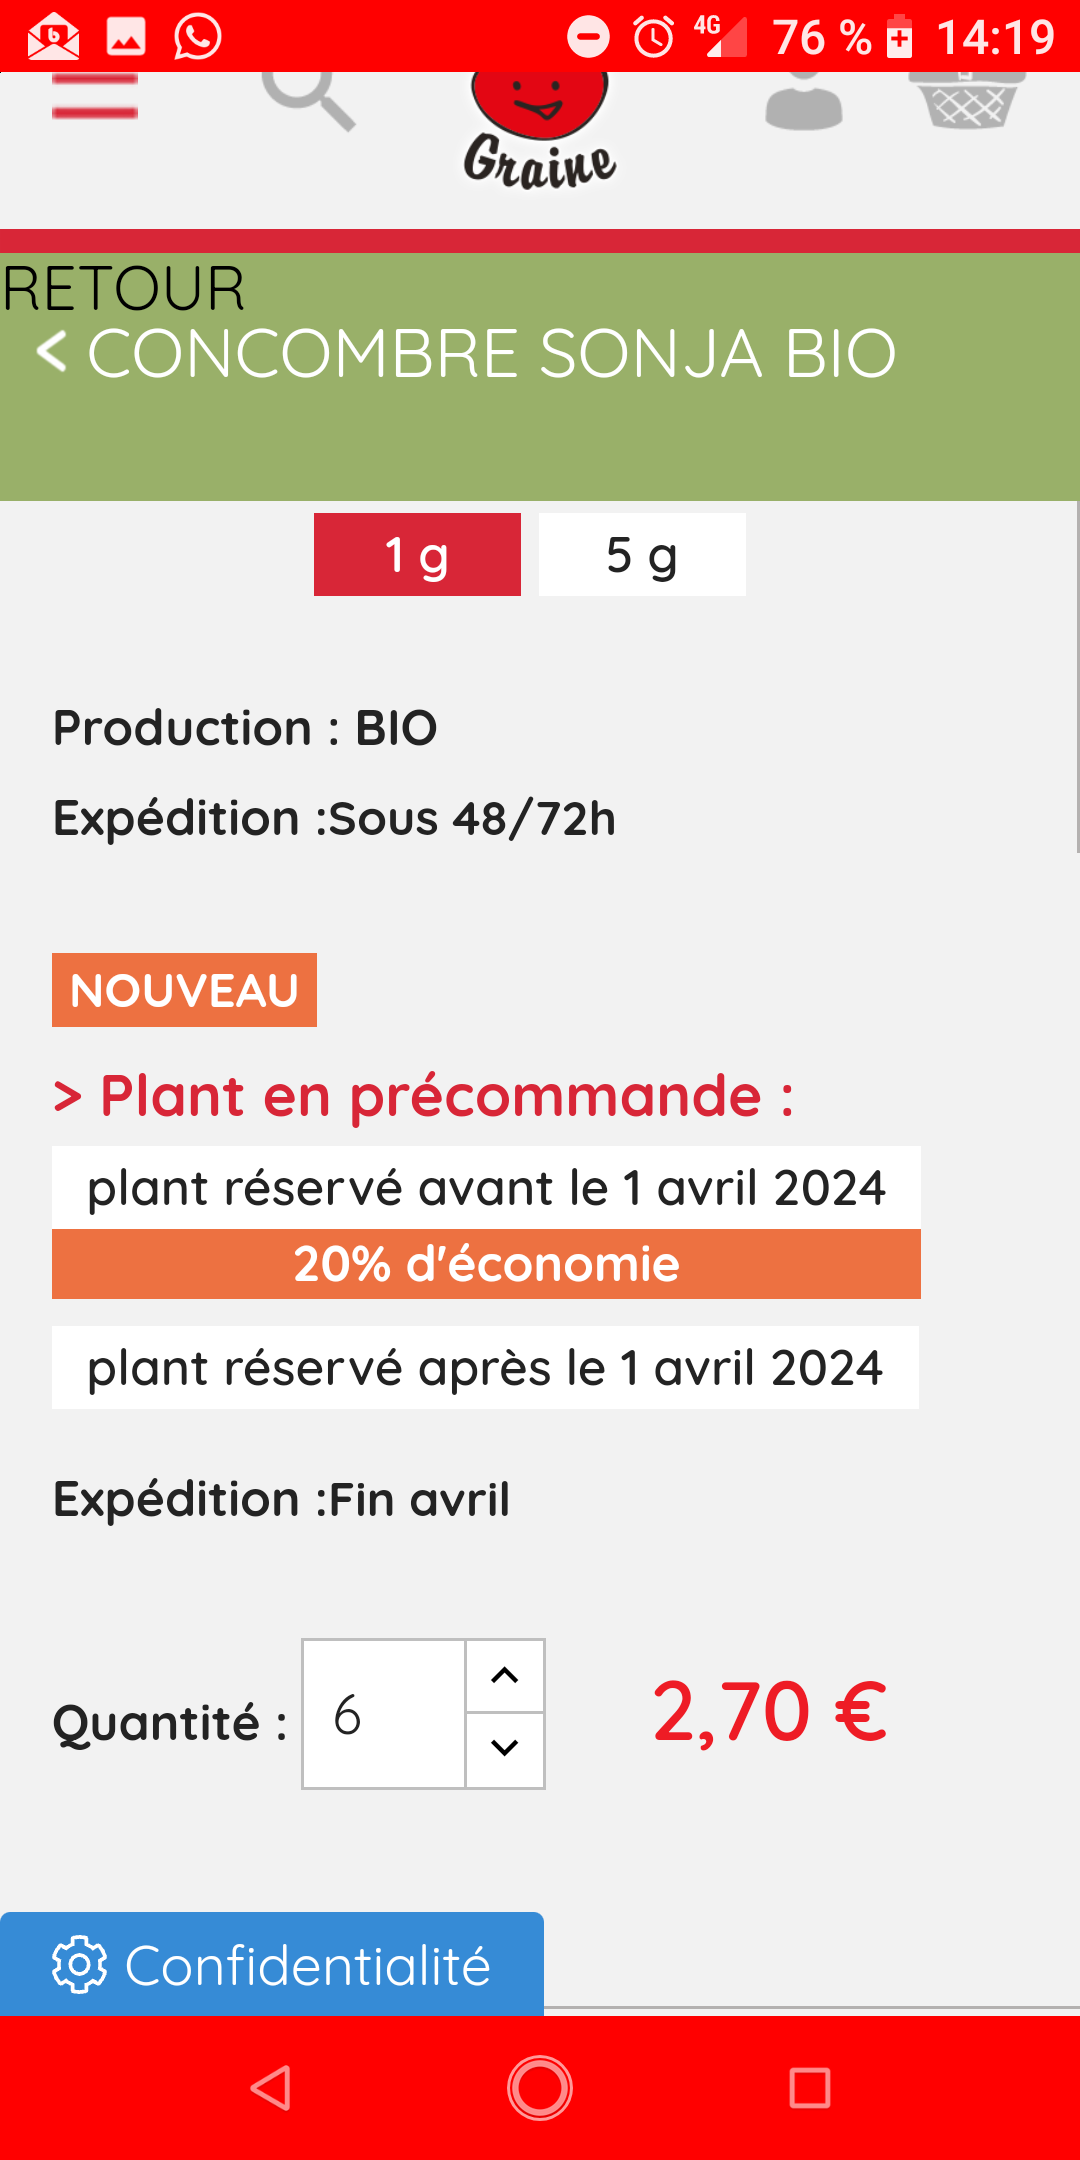 4G 76 % 14:19
Graine
RETOUR
< CONCOMBRE SONJA BIO
1 g 5 g
Production : BIO
Expédition :Sous 48/72h
NOUVEAU
> Plant en précommande :
plant réservé avant le 1 avril 2024
20% d'économie
plant réservé après le 1 avril 2024
Expédition :Fin avril
Quantité : 6 2,70 €
Confidentialité